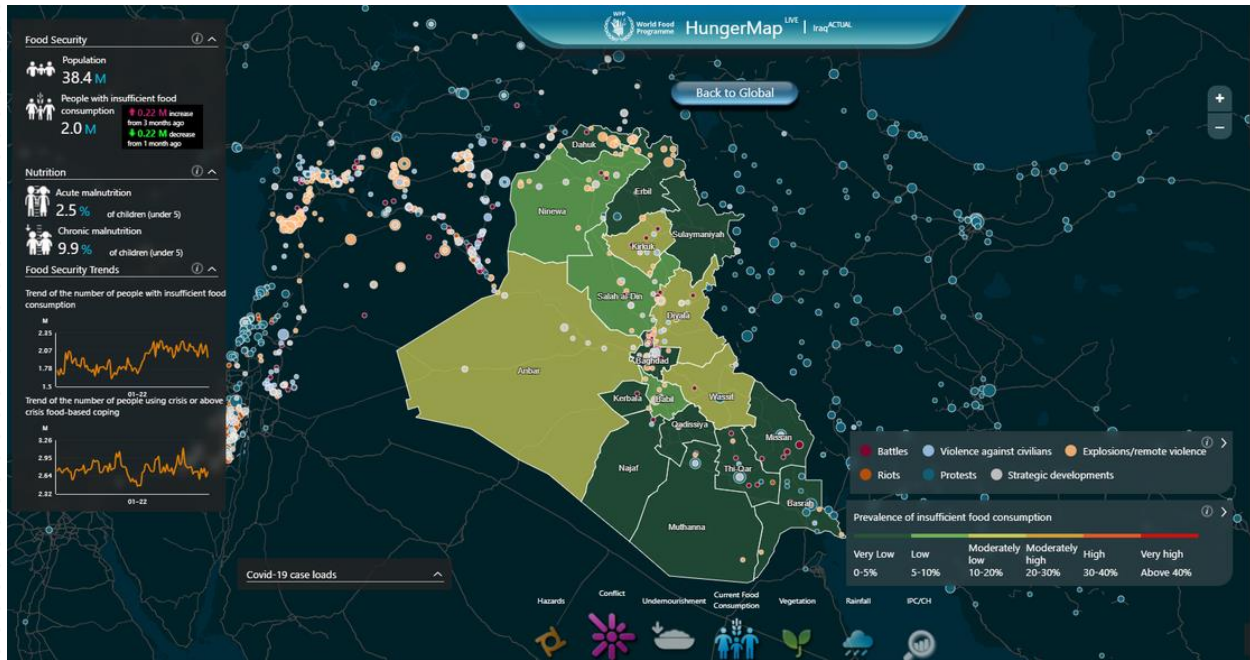 WFP
World Food
Programme
HungerMap LIVE | Iraq ACTUAL
Back to Global
+
−
Food Security
Population
38.4 M
People with insufficient food
consumption
2.0 M
0.22 M increase
from 3 months ago
0.22 M decrease
from 1 month ago
Nutrition
Acute malnutrition
2.5 % of children (under 5)
Chronic malnutrition
9.9 % of children (under 5)
Food Security Trends
Trend of the number of people with insufficient food
consumption
M
2.35
2.07
1.78
1.5
01-22
Trend of the number of people using crisis or above
crisis food-based coping
M
3.26
2.95
2.64
2.32
01-22
Dahuk
Erbil
Ninewa
Sulaymaniyah
Kirkuk
Salah al-Din
Diyala
Baghdad
Anbar
Kerbala
Babil
Wassit
Qadissiya
Missan
Najaf
Thi-Qar
Basrah
Muthanna
Battles
Violence against civilians
Explosions/remote violence
Riots
Protests
Strategic developments
Prevalence of insufficient food consumption
Very Low
0-5%
Low
5-10%
Moderately
low
10-20%
Moderately
high
20-30%
High
30-40%
Very high
Above 40%
Covid-19 case loads
Hazards
Conflict
Undernourishment
Current Food
Consumption
Vegetation
Rainfall
IPC/CH